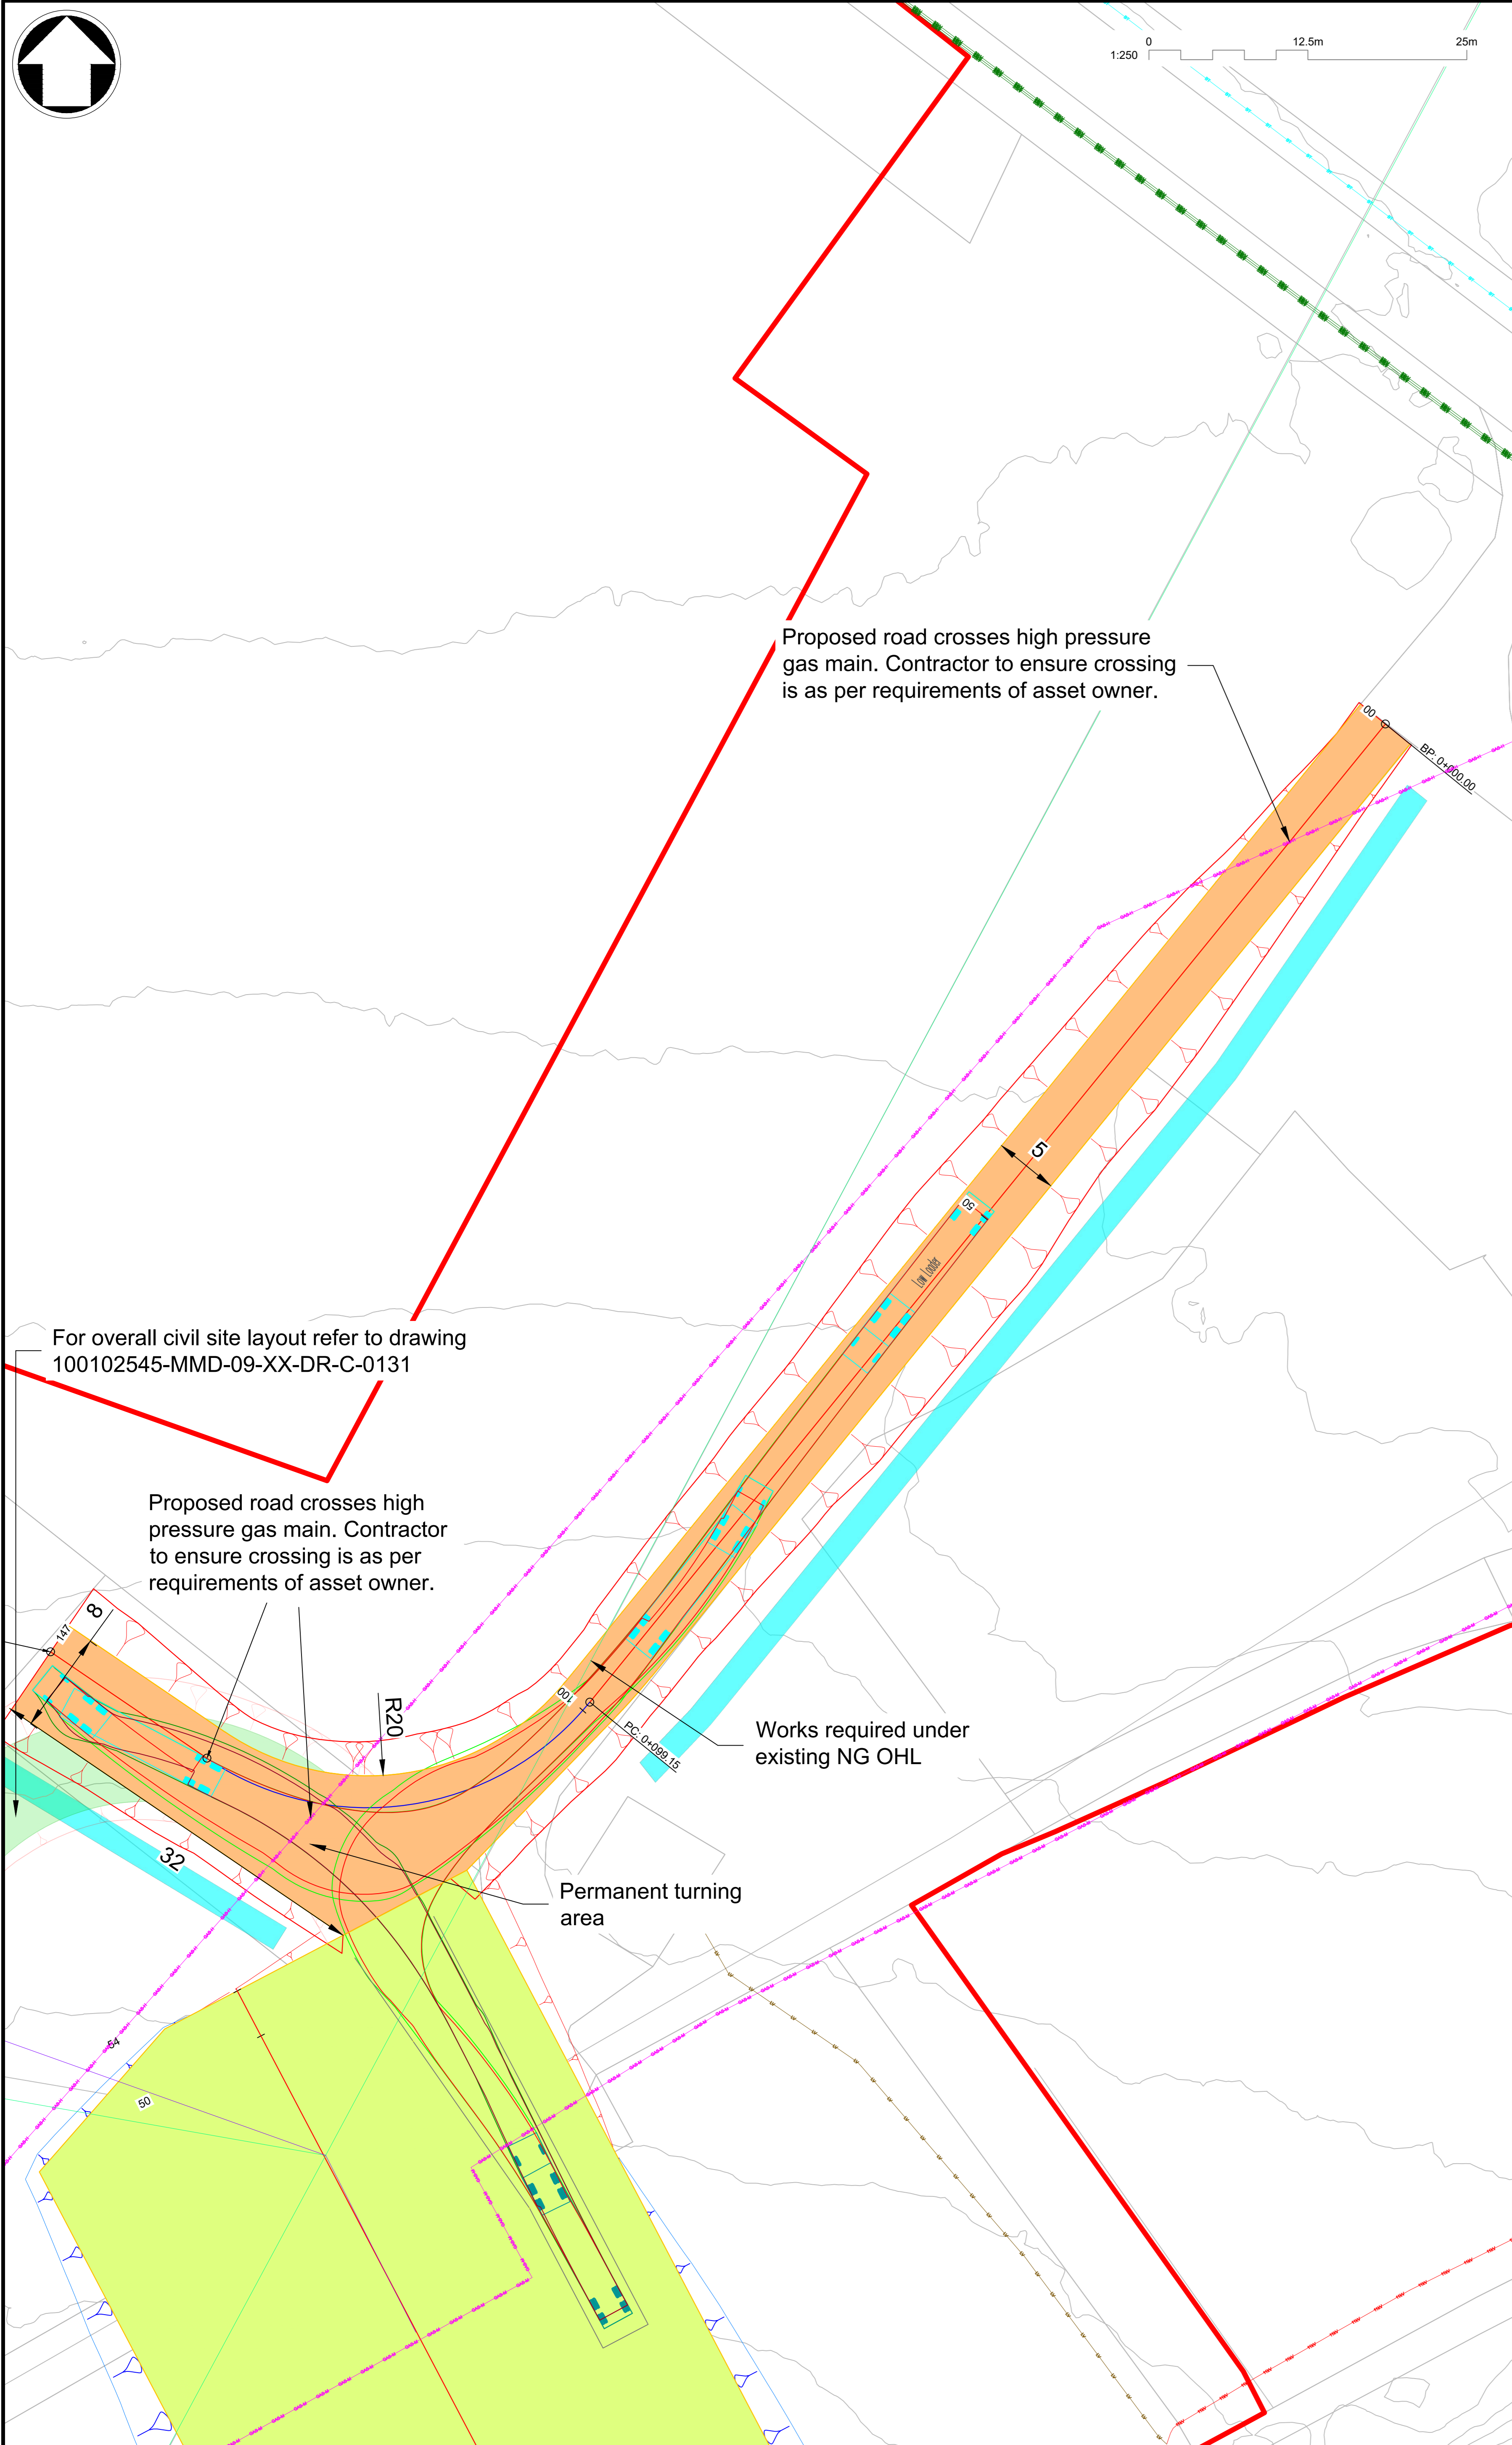 0
12.5m
25m
1:250
Proposed road crosses high pressure
gas main. Contractor to ensure crossing
is as per requirements of asset owner.
00
BP: 0+000.00
5
50
Low Loader
For overall civil site layout refer to drawing
100102545-MMD-09-XX-DR-C-0131
Proposed road crosses high
pressure gas main. Contractor
to ensure crossing is as per
requirements of asset owner.
147
8
R20
100
PC: 0+099.15
Works required under
existing NG OHL
32
Permanent turning
area
54
50